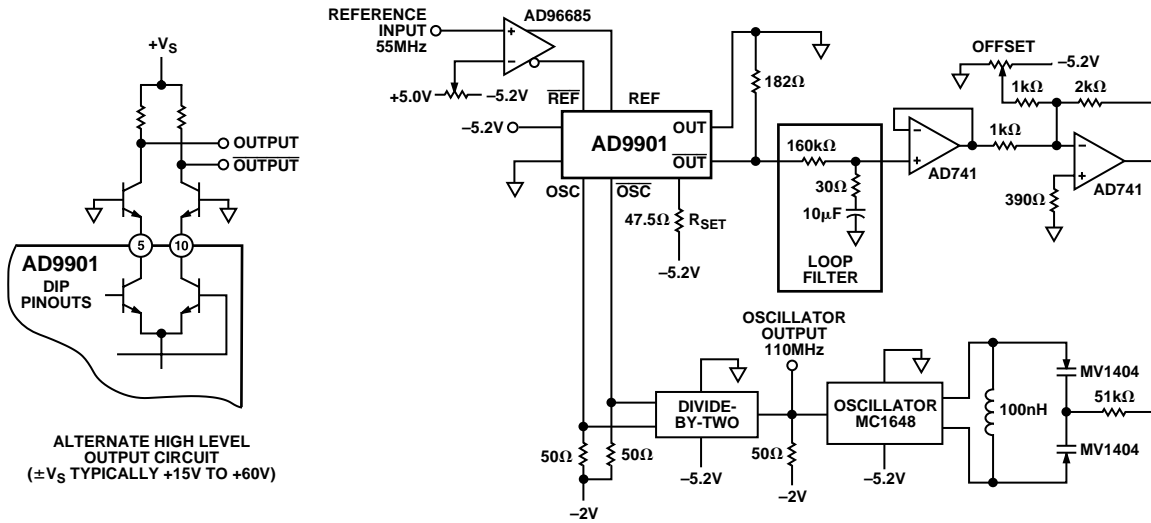 +VS
OUTPUT
OUTPUT
5
10
AD9901
DIP
PINOUTS
ALTERNATE HIGH LEVEL
OUTPUT CIRCUIT
(±VS TYPICALLY +15V TO +60V)
REFERENCE
INPUT
55MHz
AD96685
+
–
+5.0V
–5.2V
REF
REF
–5.2V
AD9901
OUT
OUT
OSC
OSC
182Ω
47.5Ω
RSET
–5.2V
160kΩ
30Ω
10μF
LOOP
FILTER
–
+
AD741
OFFSET
–5.2V
1kΩ
2kΩ
1kΩ
–
+
390Ω
AD741
OSCILLATOR
OUTPUT
110MHz
DIVIDE-
BY-TWO
OSCILLATOR
MC1648
100nH
MV1404
51kΩ
MV1404
50Ω
50Ω
–5.2V
50Ω
–5.2V
–2V
–2V